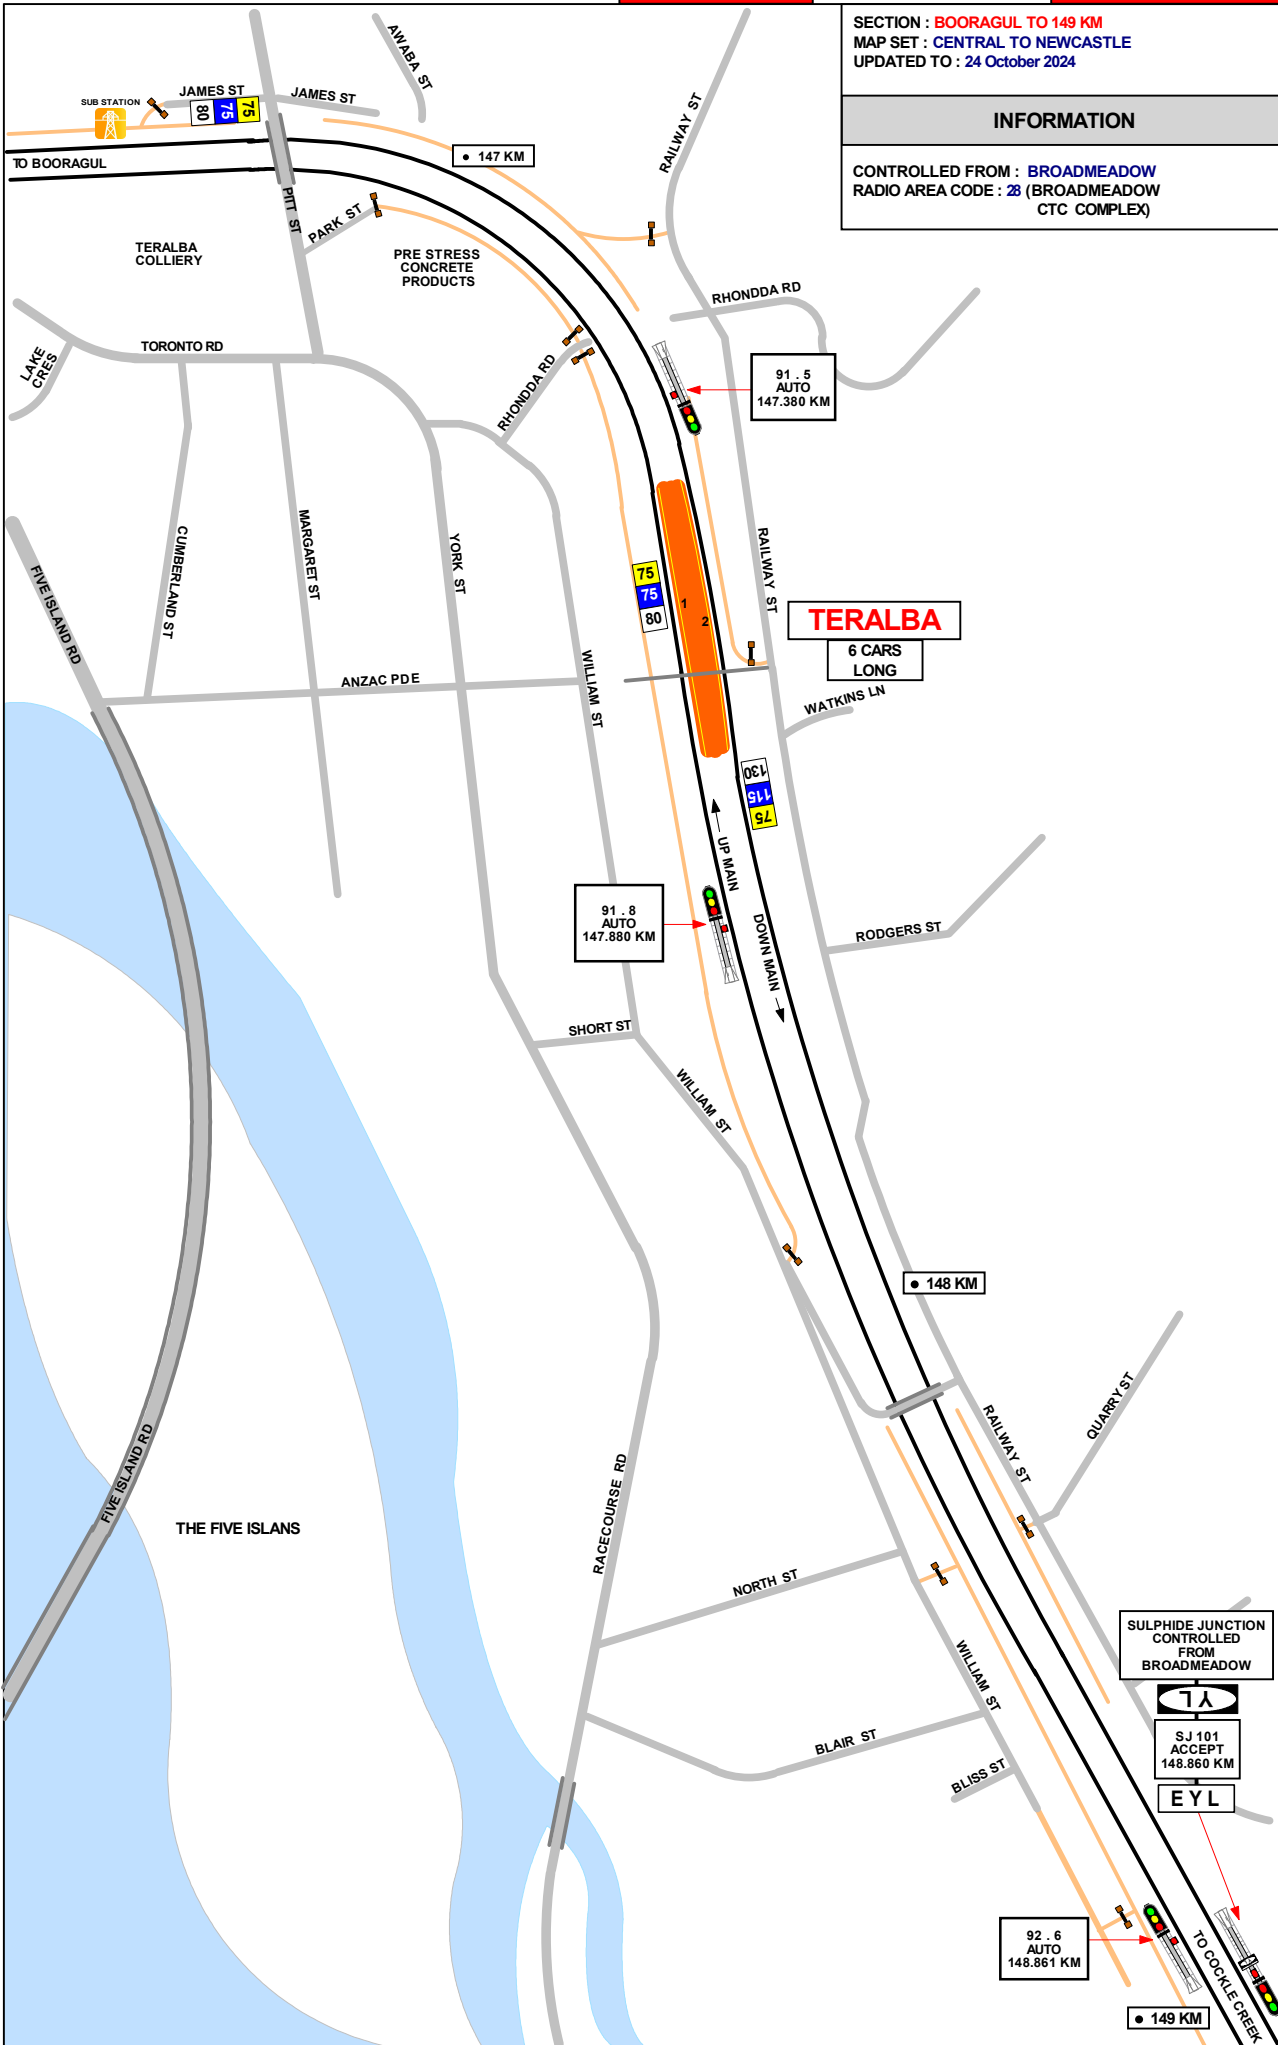 SECTION : BOORAGUL TO 149 KM
MAP SET : CENTRAL TO NEWCASTLE
UPDATED TO : 24 October 2024
INFORMATION
CONTROLLED FROM : BROADMEADOW
RADIO AREA CODE : 28 (BROADMEADOW
CTC COMPLEX)
AWABA ST
SUB STATION
JAMES ST
JAMES ST
80 75 75
RAILWAY ST
TO BOORAGUL
147 KM
PITT ST
PARK ST
TERALBA
COLLIERY
PRE STRESS
CONCRETE
PRODUCTS
RHONDDA RD
TORONTO RD
LAKE
CRES
RHONDDA RD
91 . 5
AUTO
147.380 KM
CUMBERLAND ST
MARGARET ST
YORK ST
RAILWAY ST
FIVE ISLAND RD
75
75
80
1
2
TERALBA
6 CARS
LONG
ANZAC PDE
WILLIAM ST
WATKINS LN
130
115
75
UP MAIN
91 . 8
AUTO
147.880 KM
DOWN MAIN
RODGERS ST
SHORT ST
WILLIAM ST
148 KM
QUARRY ST
RAILWAY ST
FIVE ISLAND RD
RACECOURSE RD
THE FIVE ISLANS
NORTH ST
WILLIAM ST
SULPHIDE JUNCTION
CONTROLLED
FROM
BROADMEADOW
YL
SJ 101
ACCEPT
148.860 KM
E Y L
BLAIR ST
BLISS ST
92 . 6
AUTO
148.861 KM
TO COCKLE CREEK
149 KM